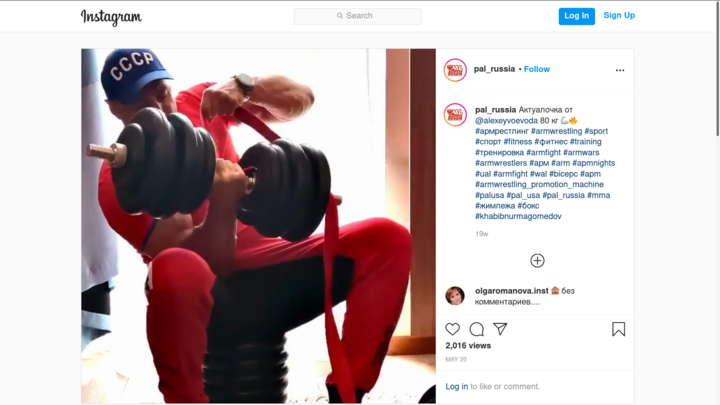 Instagram
Search
Log In
Sign Up
CCCP
pal_russia • Follow
pal_russia Актуалочка от
@alexeyvoevoda 80 кг 💪🔥
#армрестлинг #armwrestling #sport
#спорт #fitness #фитнес #training
#тренировка #armfight #armwars
#armwrestlers #арм #arm #armnights
#ual #armfight #wal #bicepc #арм
#armwrestling_promotion_machine
#palusa #pal_usa #pal_russia #mma
#жимлежа #бокс
#khabibnurmagomedov
19w
olgaromanova.inst 🙈 без
комментариев....
2,016 views
MAY 20
Log in to like or comment.